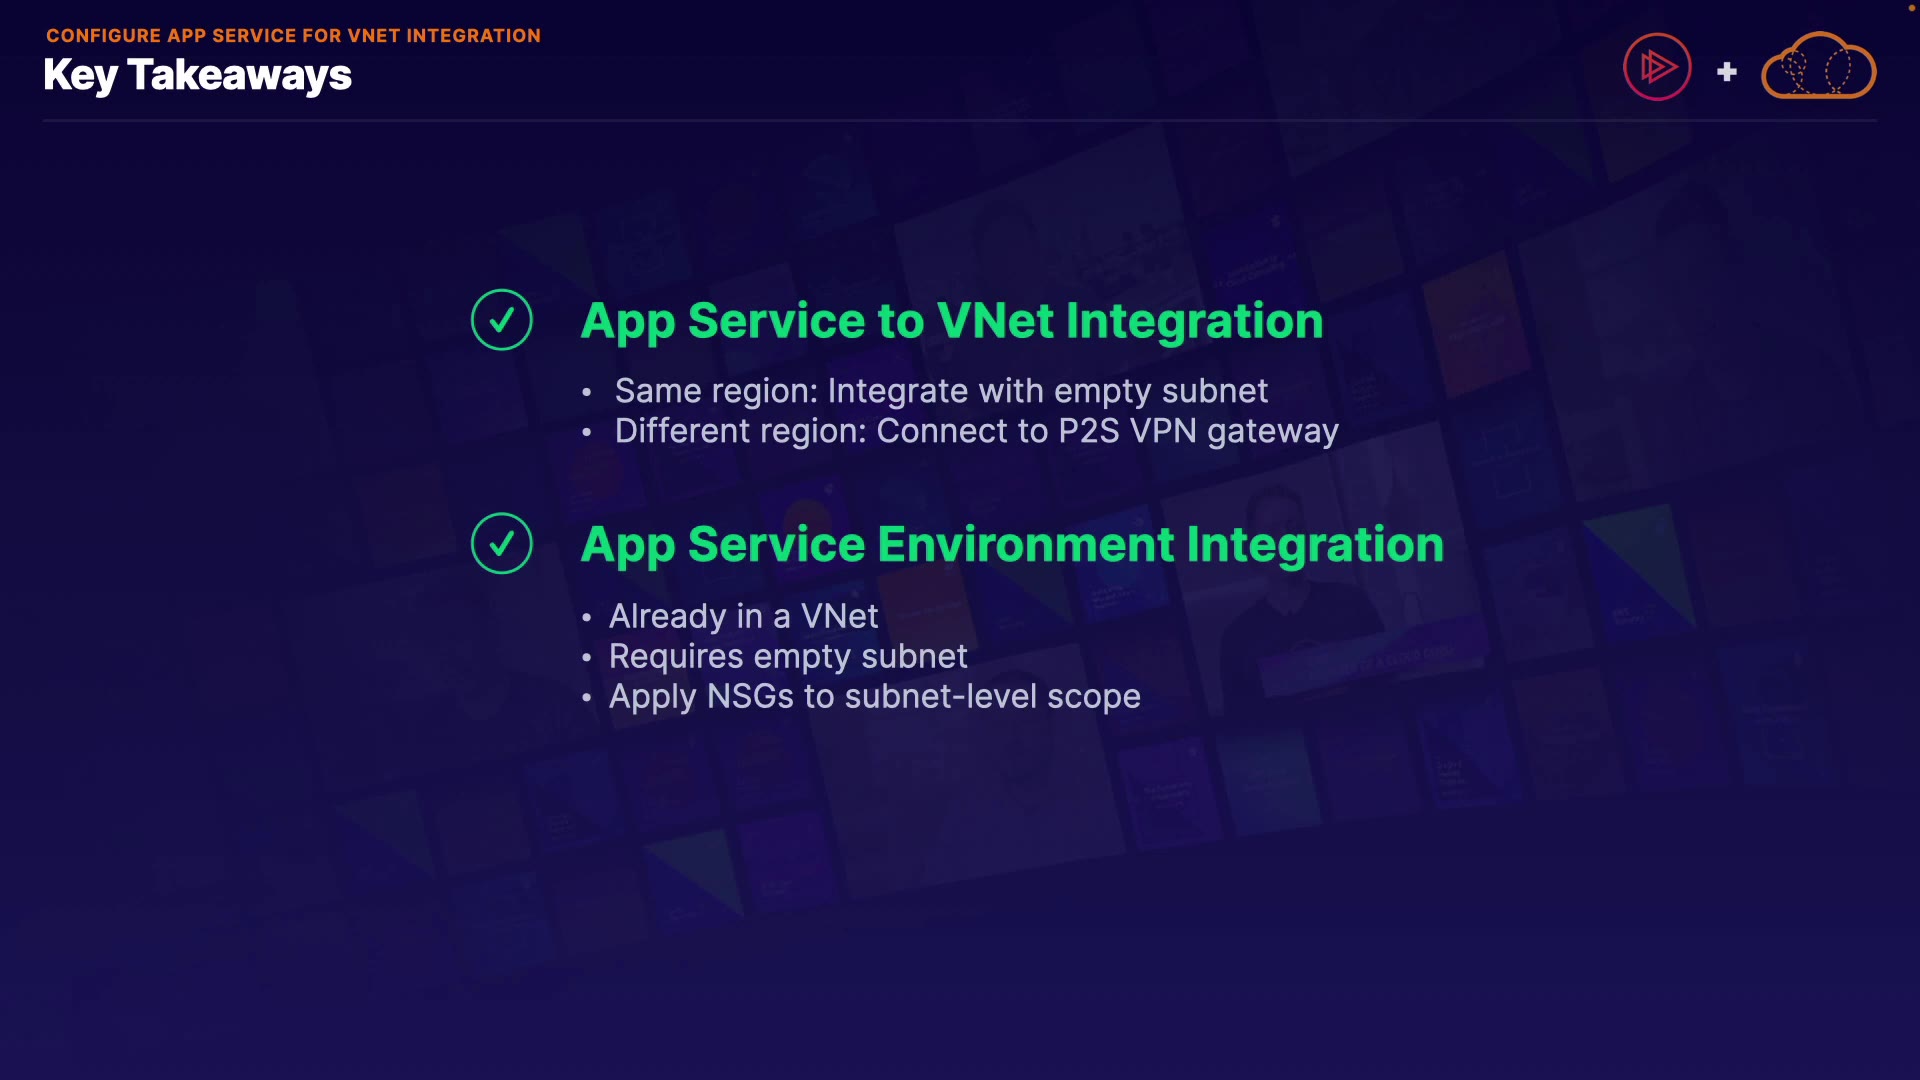 CONFIGURE APP SERVICE FOR VNET INTEGRATION
Key Takeaways
App Service to VNet Integration
• Same region: Integrate with empty subnet
• Different region: Connect to P2S VPN gateway
App Service Environment Integration
• Already in a VNet
• Requires empty subnet
• Apply NSGs to subnet-level scope